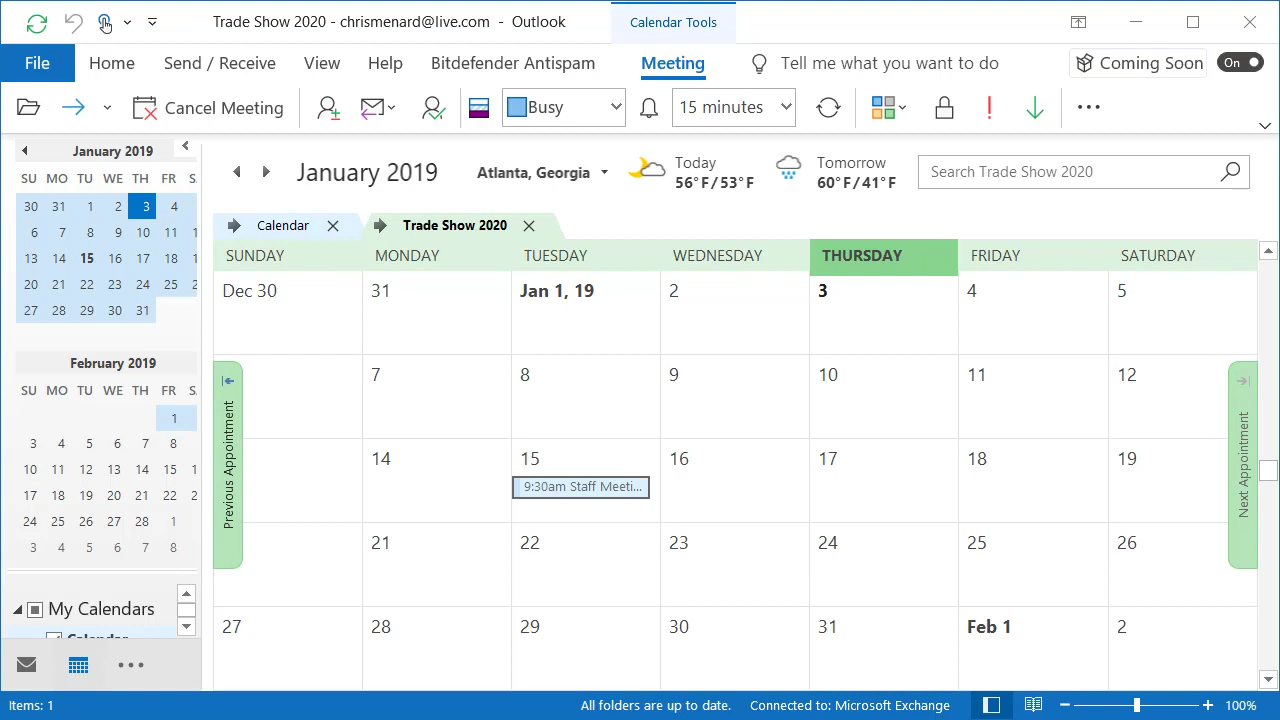 Trade Show 2020 - chrismenard@live.com - Outlook
Calendar Tools
File Home Send / Receive View Help Bitdefender Antispam Meeting Tell me what you want to do Coming Soon On
Cancel Meeting Busy 15 minutes
January 2019
SU MO TU WE TH FR S
30 31 1 2 3 4
6 7 8 9 10 11 1
13 14 15 16 17 18 1
20 21 22 23 24 25 2
27 28 29 30 31
February 2019
SU MO TU WE TH FR S
1
3 4 5 6 7 8
10 11 12 13 14 15 1
17 18 19 20 21 22 2
24 25 26 27 28 1
3 4 5 6 7 8
My Calendars
Calendar
January 2019
Atlanta, Georgia
Today
56°F/53°F
Tomorrow
60°F/41°F
Search Trade Show 2020
Calendar Trade Show 2020
SUNDAY MONDAY TUESDAY WEDNESDAY THURSDAY FRIDAY SATURDAY
Dec 30 31 Jan 1, 19 2 3 4 5
7 8 9 10 11 12
14 15 16 17 18 19
9:30am Staff Meeti...
21 22 23 24 25 26
27 28 29 30 31 Feb 1 2
Previous Appointment
Next Appointment
Items: 1 All folders are up to date. Connected to: Microsoft Exchange 100%